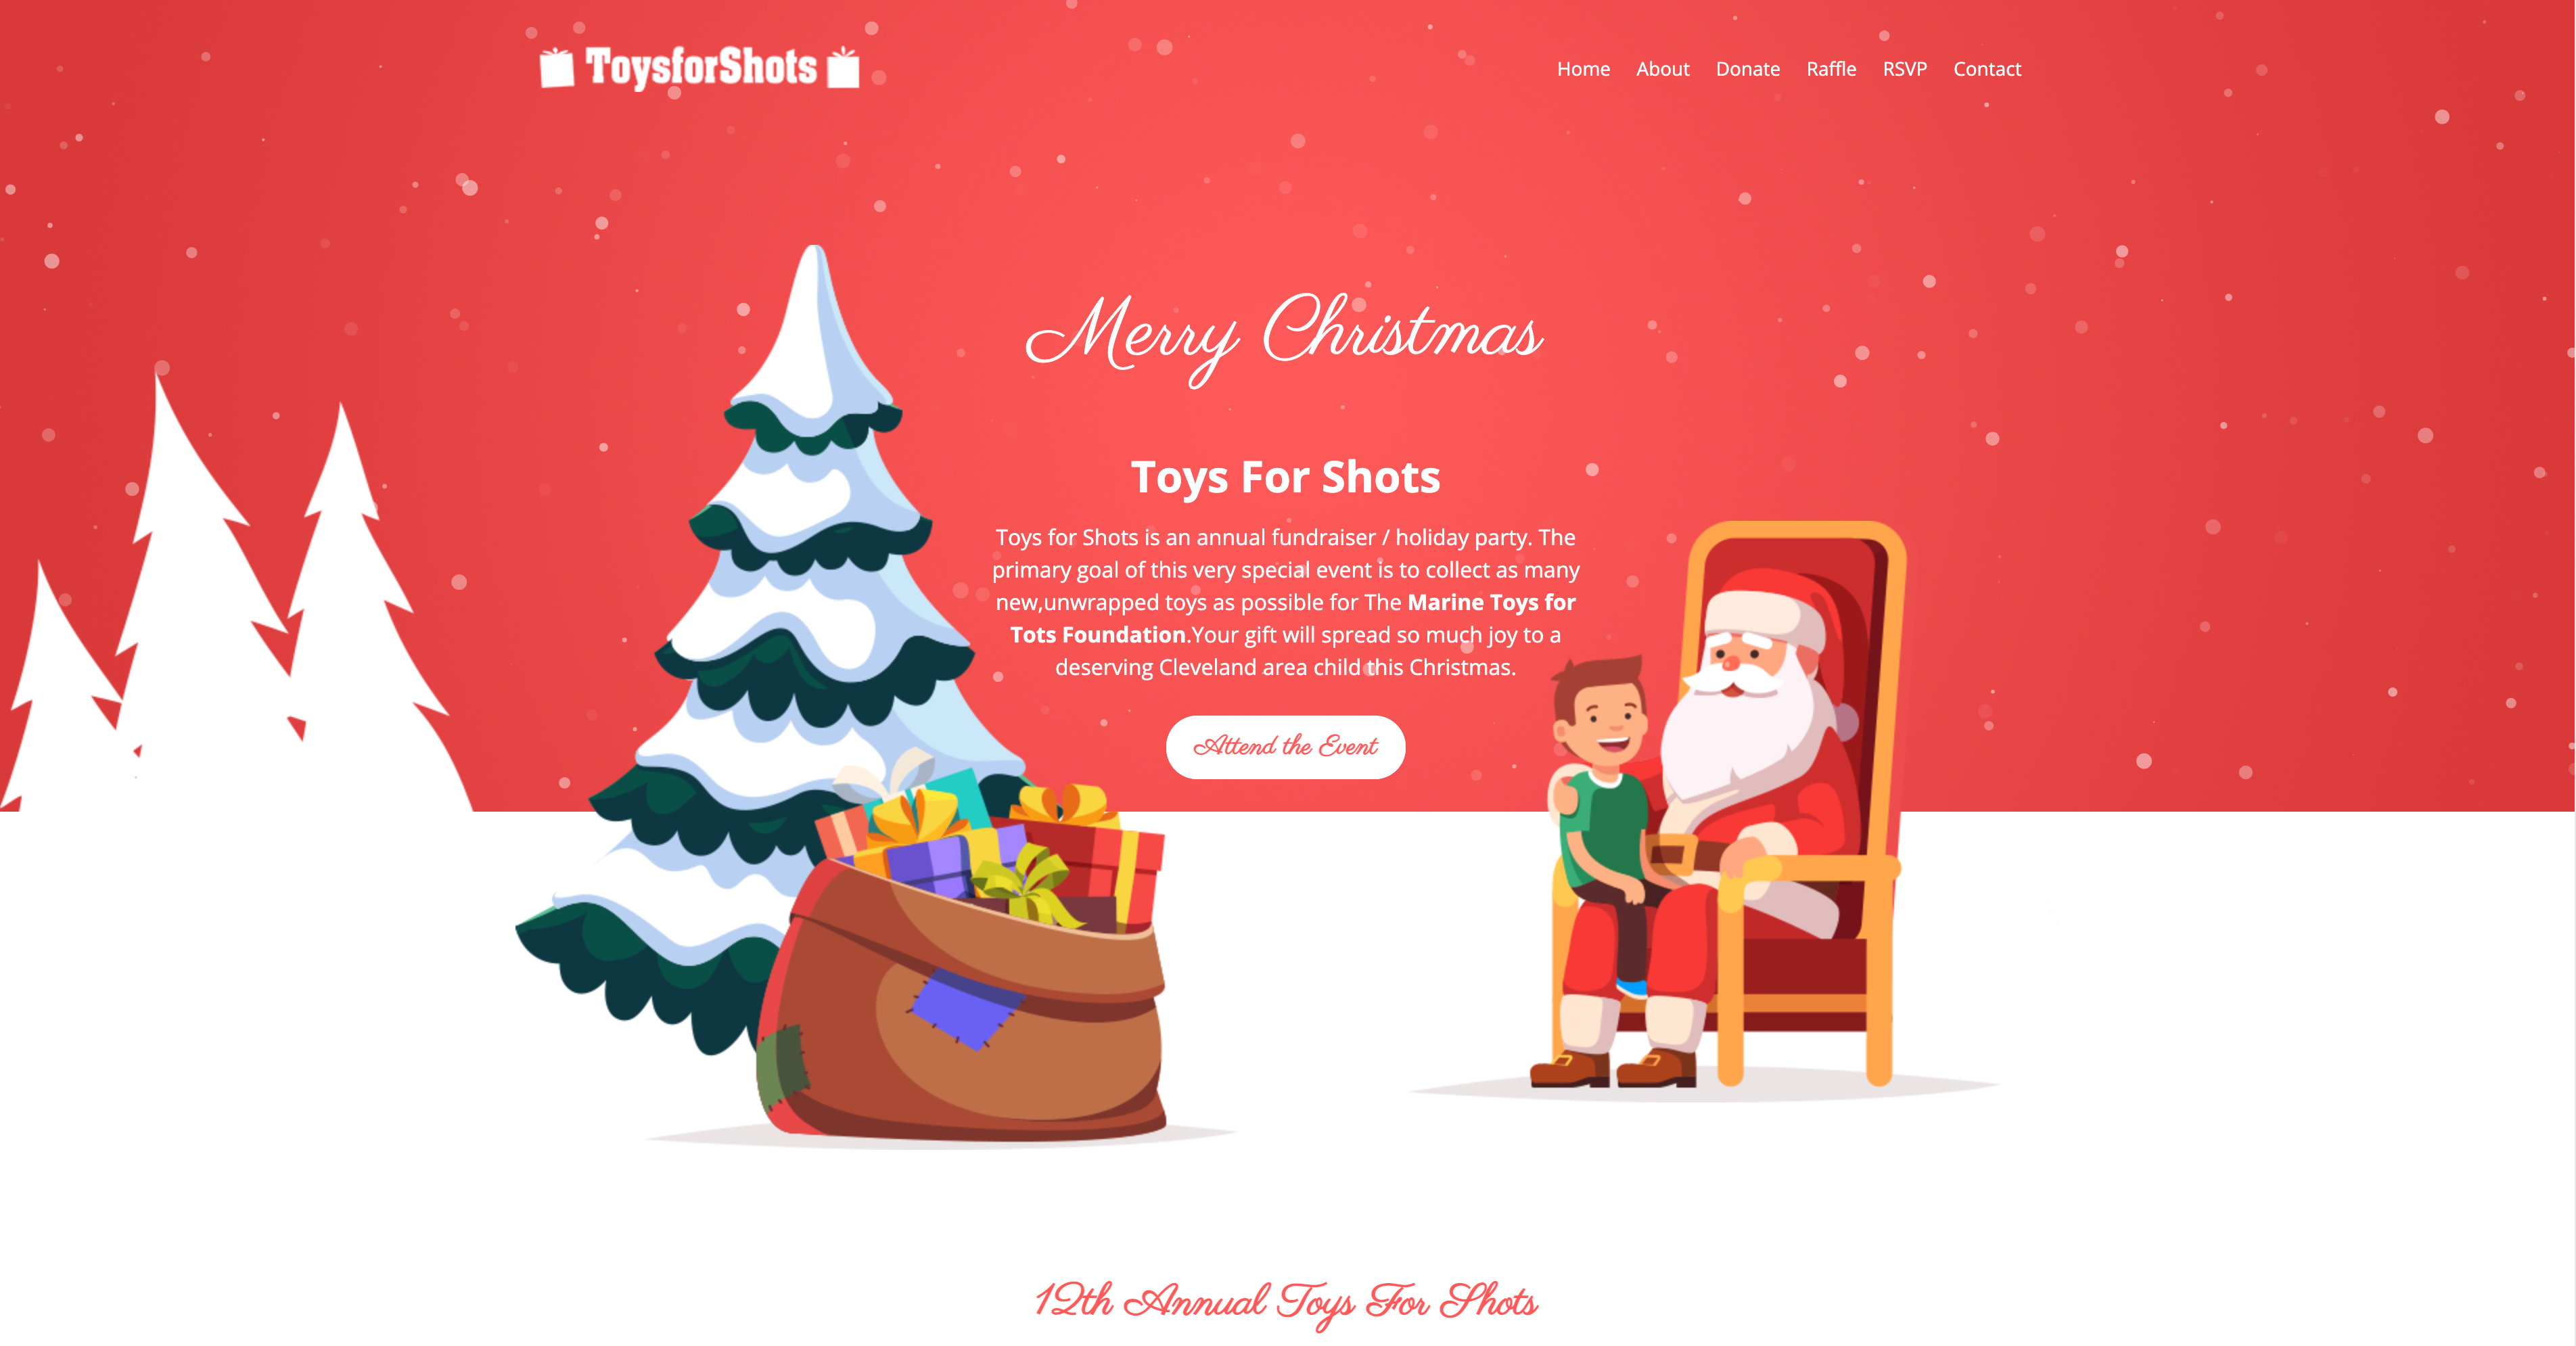 ToysforShots
Home About Donate Raffle RSVP Contact
Merry Christmas
Toys For Shots
Toys for Shots is an annual fundraiser / holiday party. The
primary goal of this very special event is to collect as many
new,unwrapped toys as possible for The Marine Toys for
Tots Foundation.Your gift will spread so much joy to a
deserving Cleveland area child this Christmas.
Attend the Event
12th Annual Toys For Shots